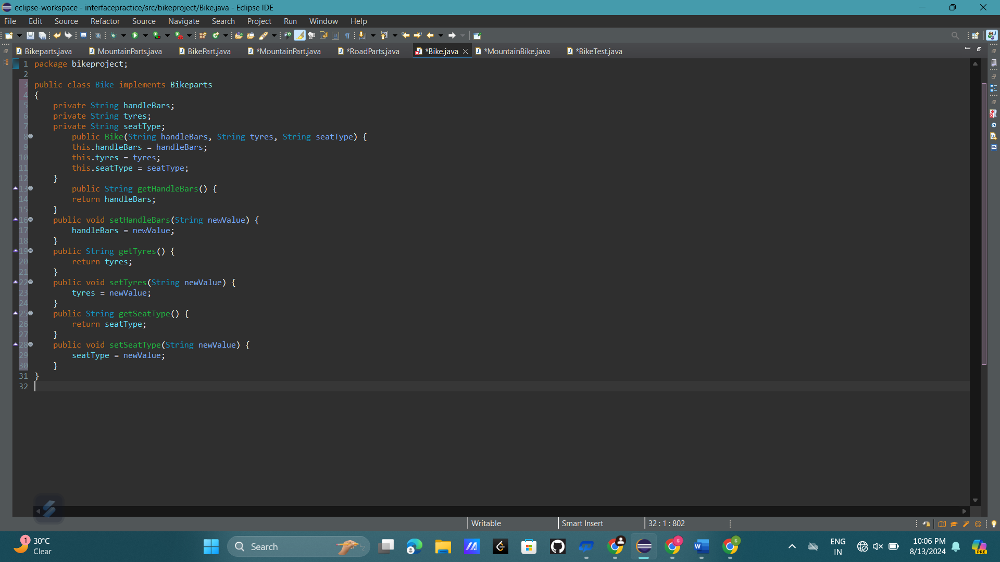 eclipse-workspace - interfacepractice/src/bikeproject/Bike.java - Eclipse IDE
File Edit Source Refactor Source Navigate Search Project Run Window Help
Bikeparts.java MountainParts.java BikePart.java *MountainPart.java *RoadParts.java *Bike.java *MountainBike.java *BikeTest.java
1 package bikeproject;
2
3 public class Bike implements Bikeparts
4 {
5 private String handleBars;
6 private String tyres;
7 private String seatType;
8 public Bike(String handleBars, String tyres, String seatType) {
9 this.handleBars = handleBars;
10 this.tyres = tyres;
11 this.seatType = seatType;
12 }
13 public String getHandleBars() {
14 return handleBars;
15 }
16 public void setHandleBars(String newValue) {
17 handleBars = newValue;
18 }
19 public String getTyres() {
20 return tyres;
21 }
22 public void setTyres(String newValue) {
23 tyres = newValue;
24 }
25 public String getSeatType() {
26 return seatType;
27 }
28 public void setSeatType(String newValue) {
29 seatType = newValue;
30 }
31 }
32
Writable Smart Insert 32 : 1 : 802
1 30°C
Clear
Search
ENG
IN
10:06 PM
8/13/2024
PRE